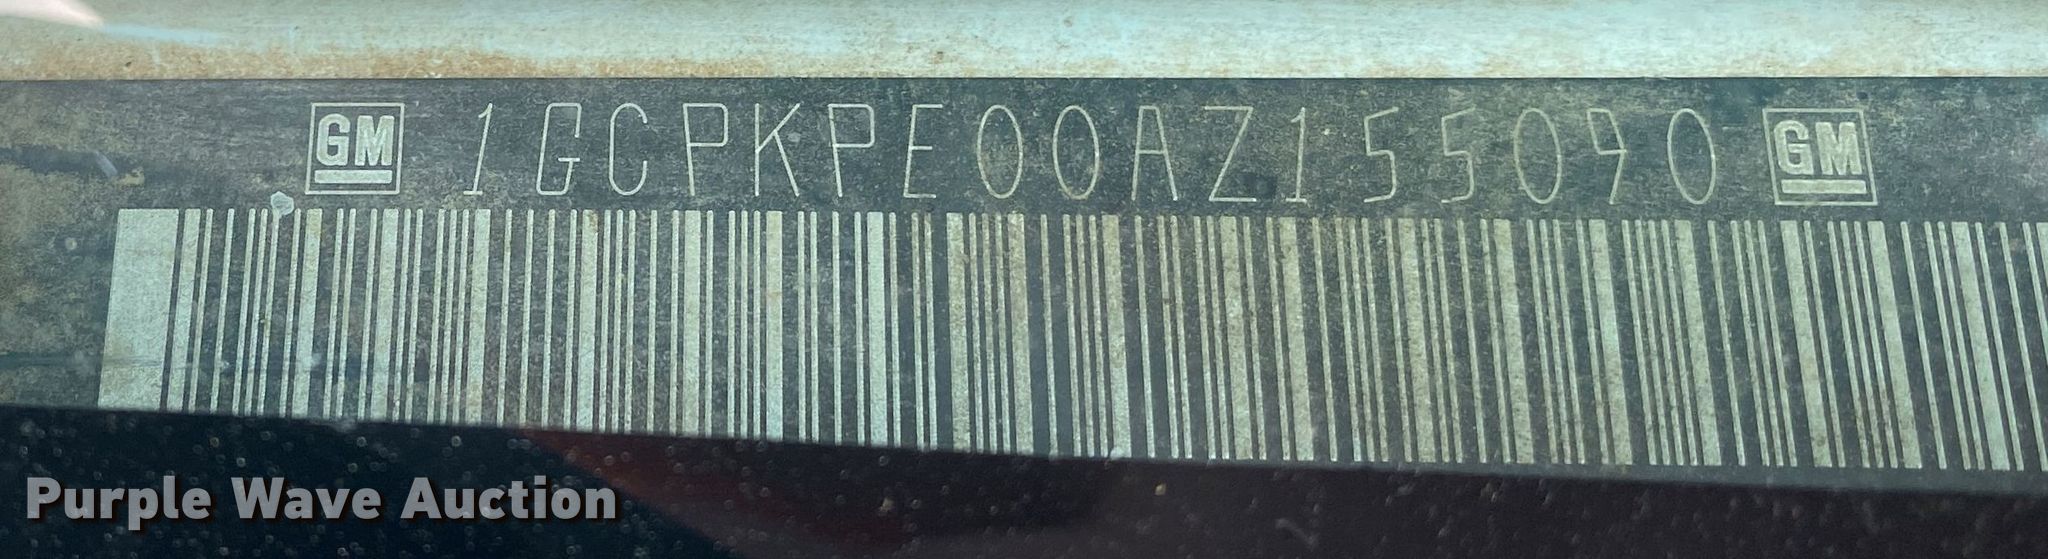 GM 1GCPKPE00AZ155090 GM
Purple Wave Auction